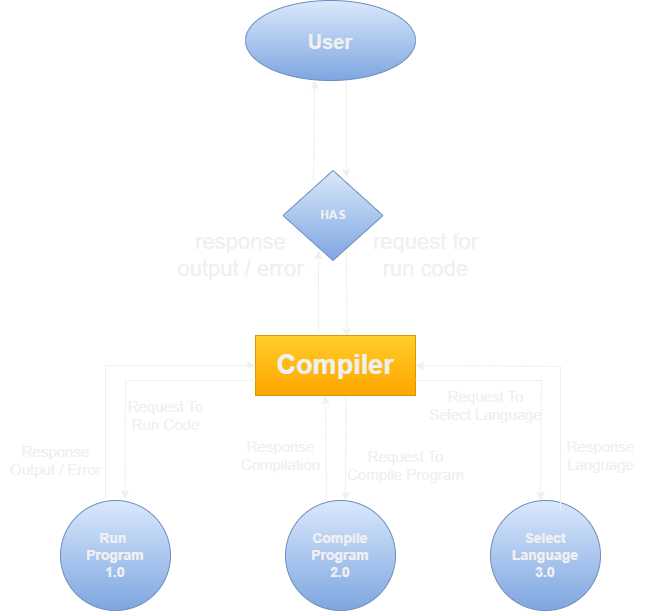 User
HAS
response
output / error
request for
run code
Compiler
Request To
Run Code
Request To
Select Language
Response
Output / Error
Response
Compilation
Request To
Compile Program
Response
Language
Run
Program
1.0
Compile
Program
2.0
Select
Language
3.0